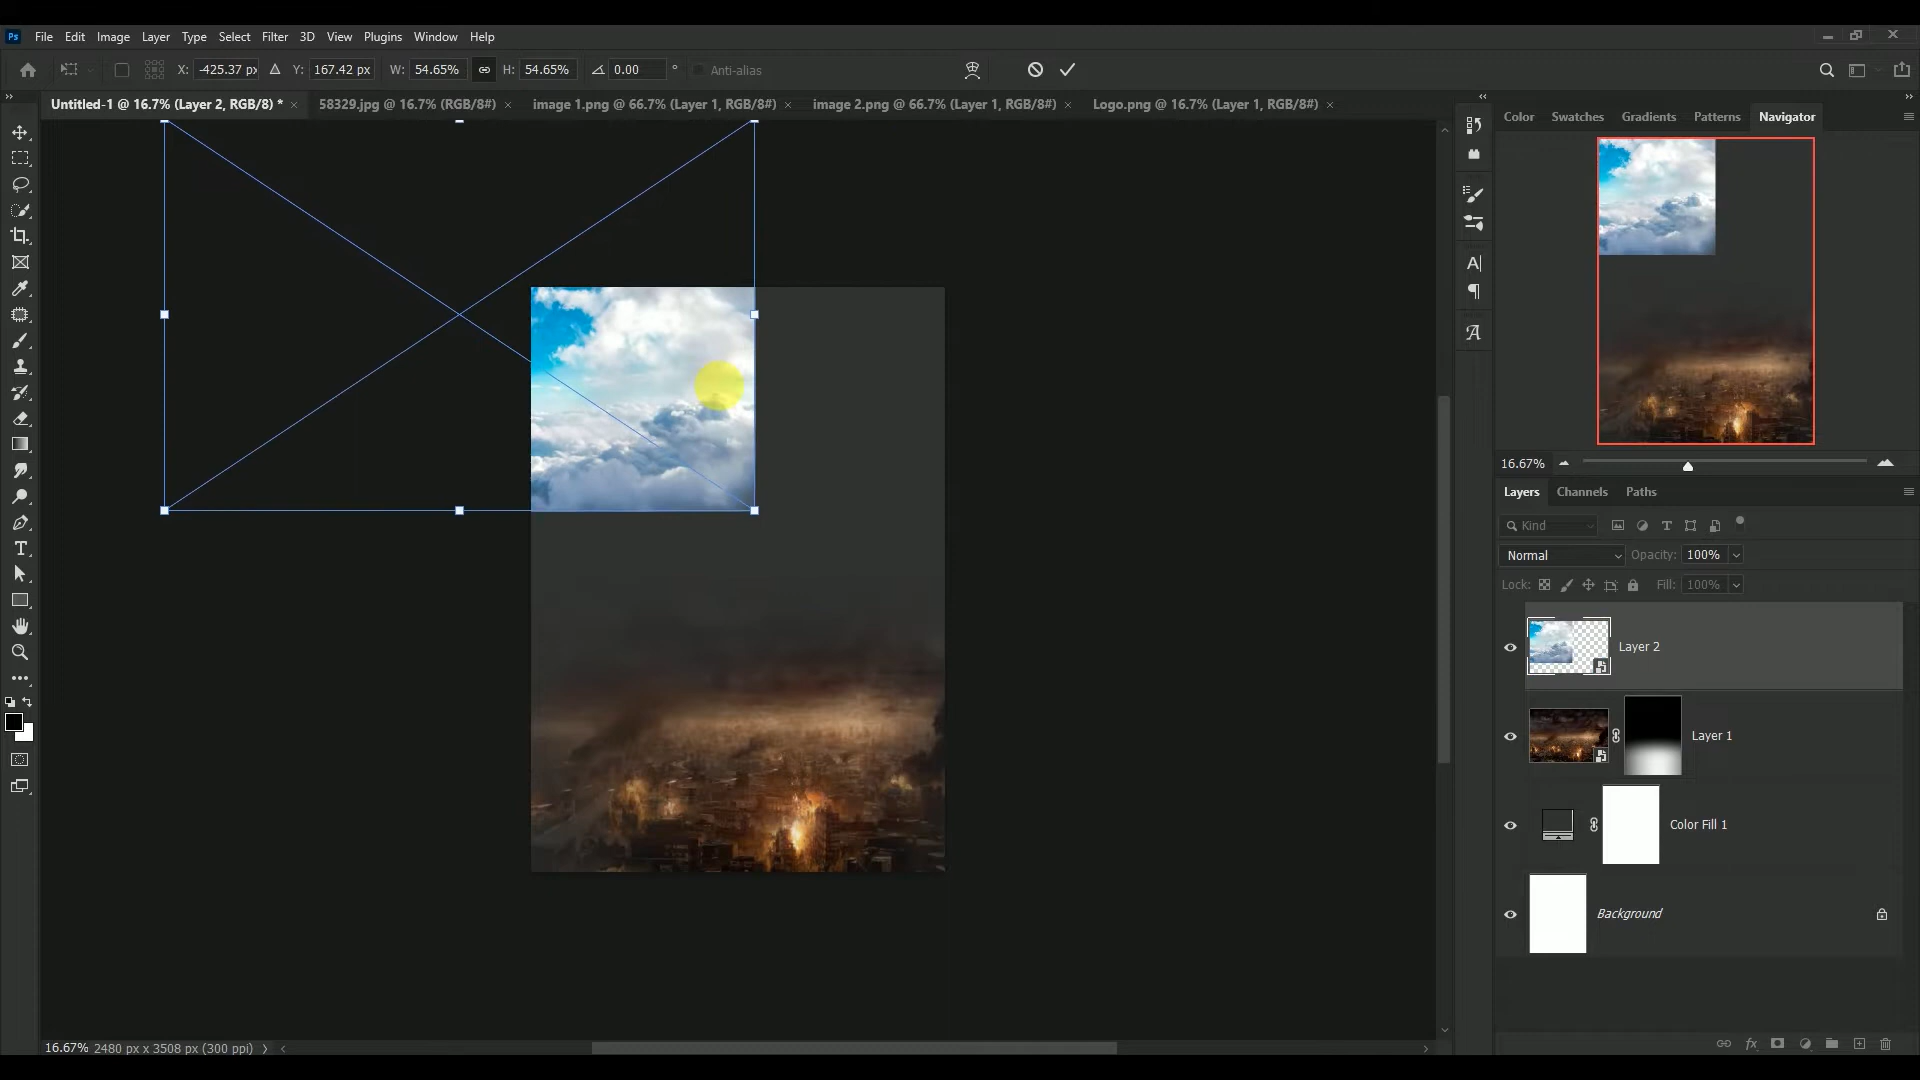 Ps File Edit Image Layer Type Select Filter 3D View Plugins Window Help
X: -425.37 px Y: 167.42 px W: 54.65% H: 54.65% 0.00 ° Anti-alias
Untitled-1 @ 16.7% (Layer 2, RGB/8) * × 58329.jpg @ 16.7% (RGB/8#) × image 1.png @ 66.7% (Layer 1, RGB/8#) × image 2.png @ 66.7% (Layer 1, RGB/8#) × Logo.png @ 16.7% (Layer 1, RGB/8#) ×
Color Swatches Gradients Patterns Navigator
16.67%
Layers Channels Paths
Kind
Normal Opacity: 100%
Lock: Fill: 100%
Layer 2
Layer 1
Color Fill 1
Background
16.67% 2480 px x 3508 px (300 ppi)